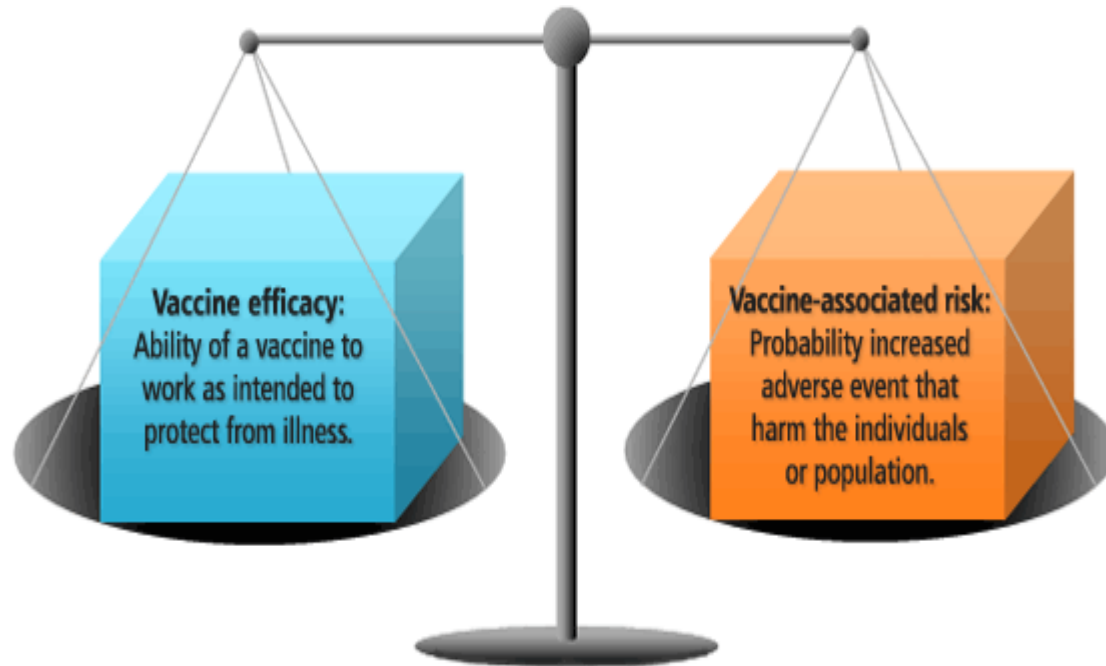 Vaccine efficacy:
Ability of a vaccine to
work as intended to
protect from illness.
Vaccine-associated risk:
Probability increased
adverse event that
harm the individuals
or population.